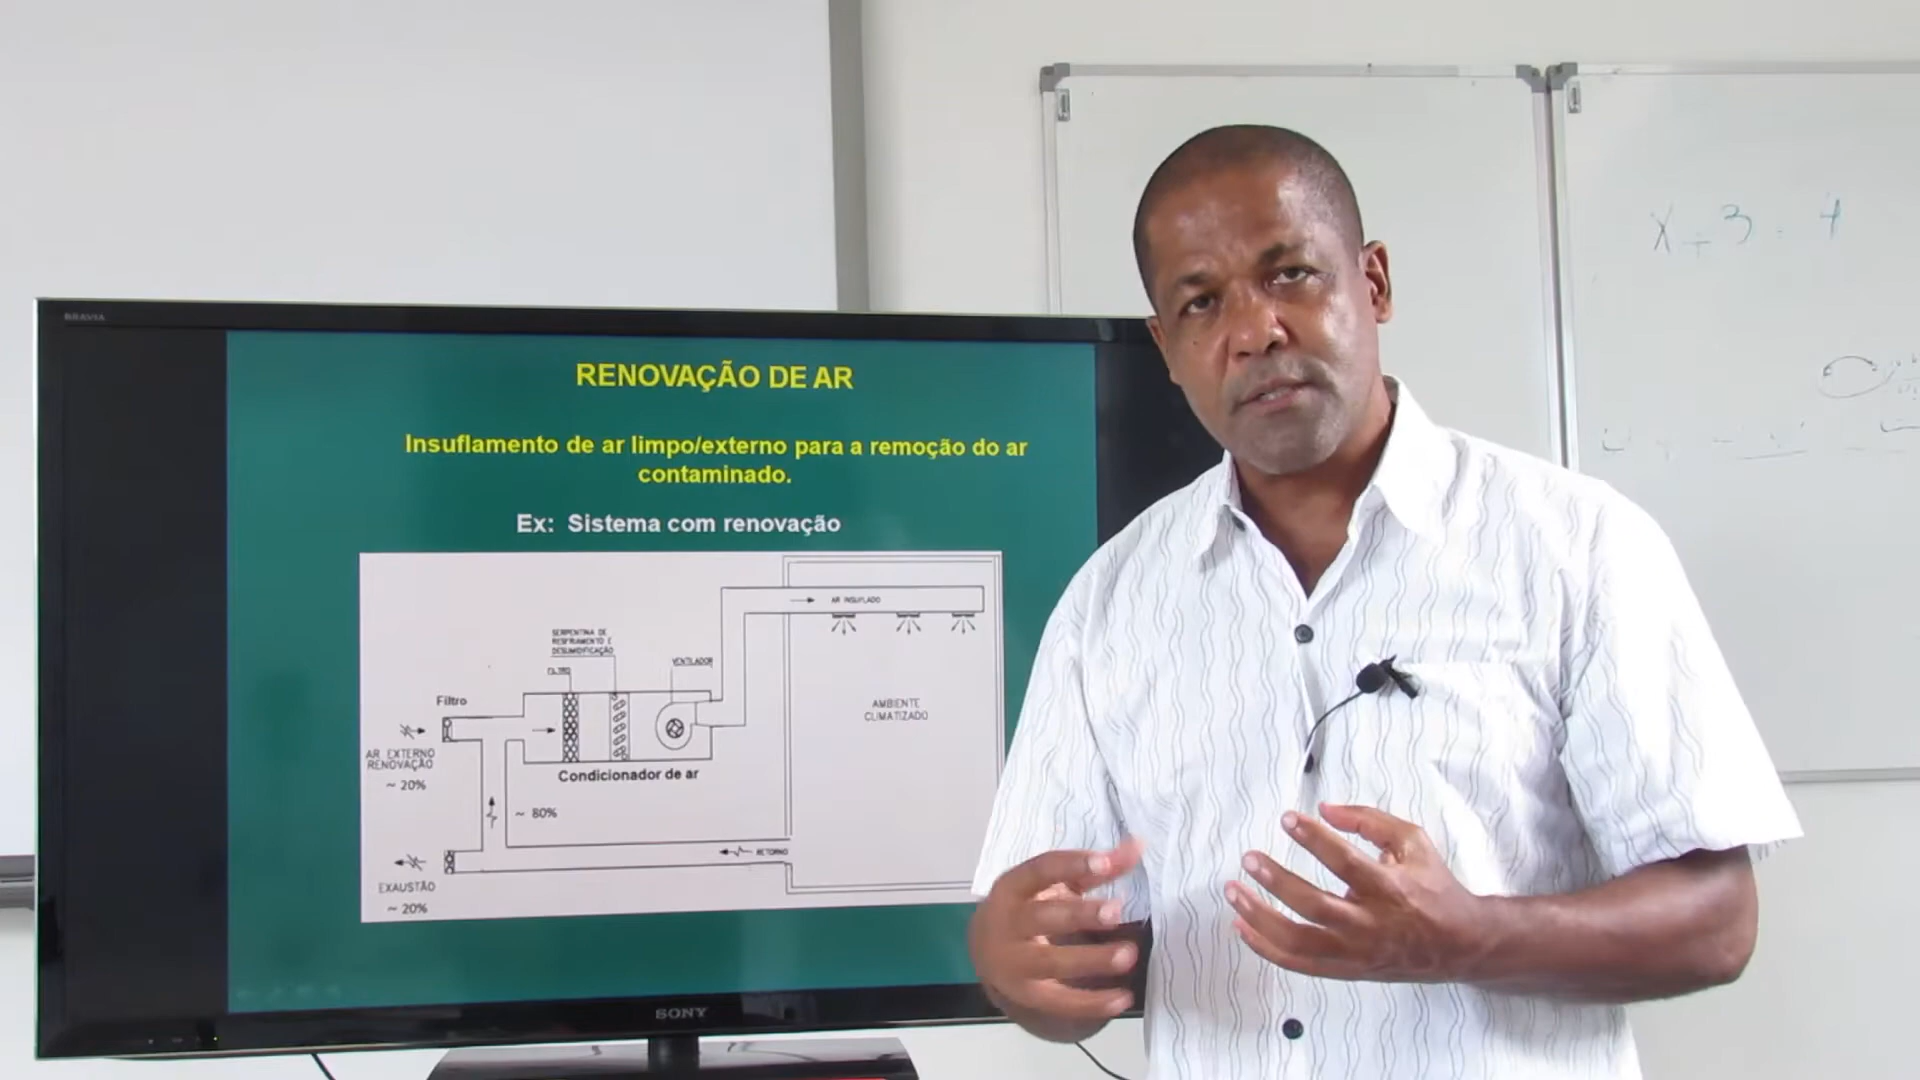 BRAVIA
RENOVAÇÃO DE AR
Insuflamento de ar limpo/externo para a remoção do ar
contaminado.
Ex: Sistema com renovação
AR INSUFLADO
SERPENTINA DE
RESFRIAMENTO E
DESUMIDIFICAÇÃO
FILTRO
VENTILADOR
Filtro
AMBIENTE
CLIMATIZADO
AR EXTERNO
RENOVAÇÃO
~ 20%
Condicionador de ar
~ 80%
RETORNO
EXAUSTÃO
~ 20%
SONY
X + 3 = 4